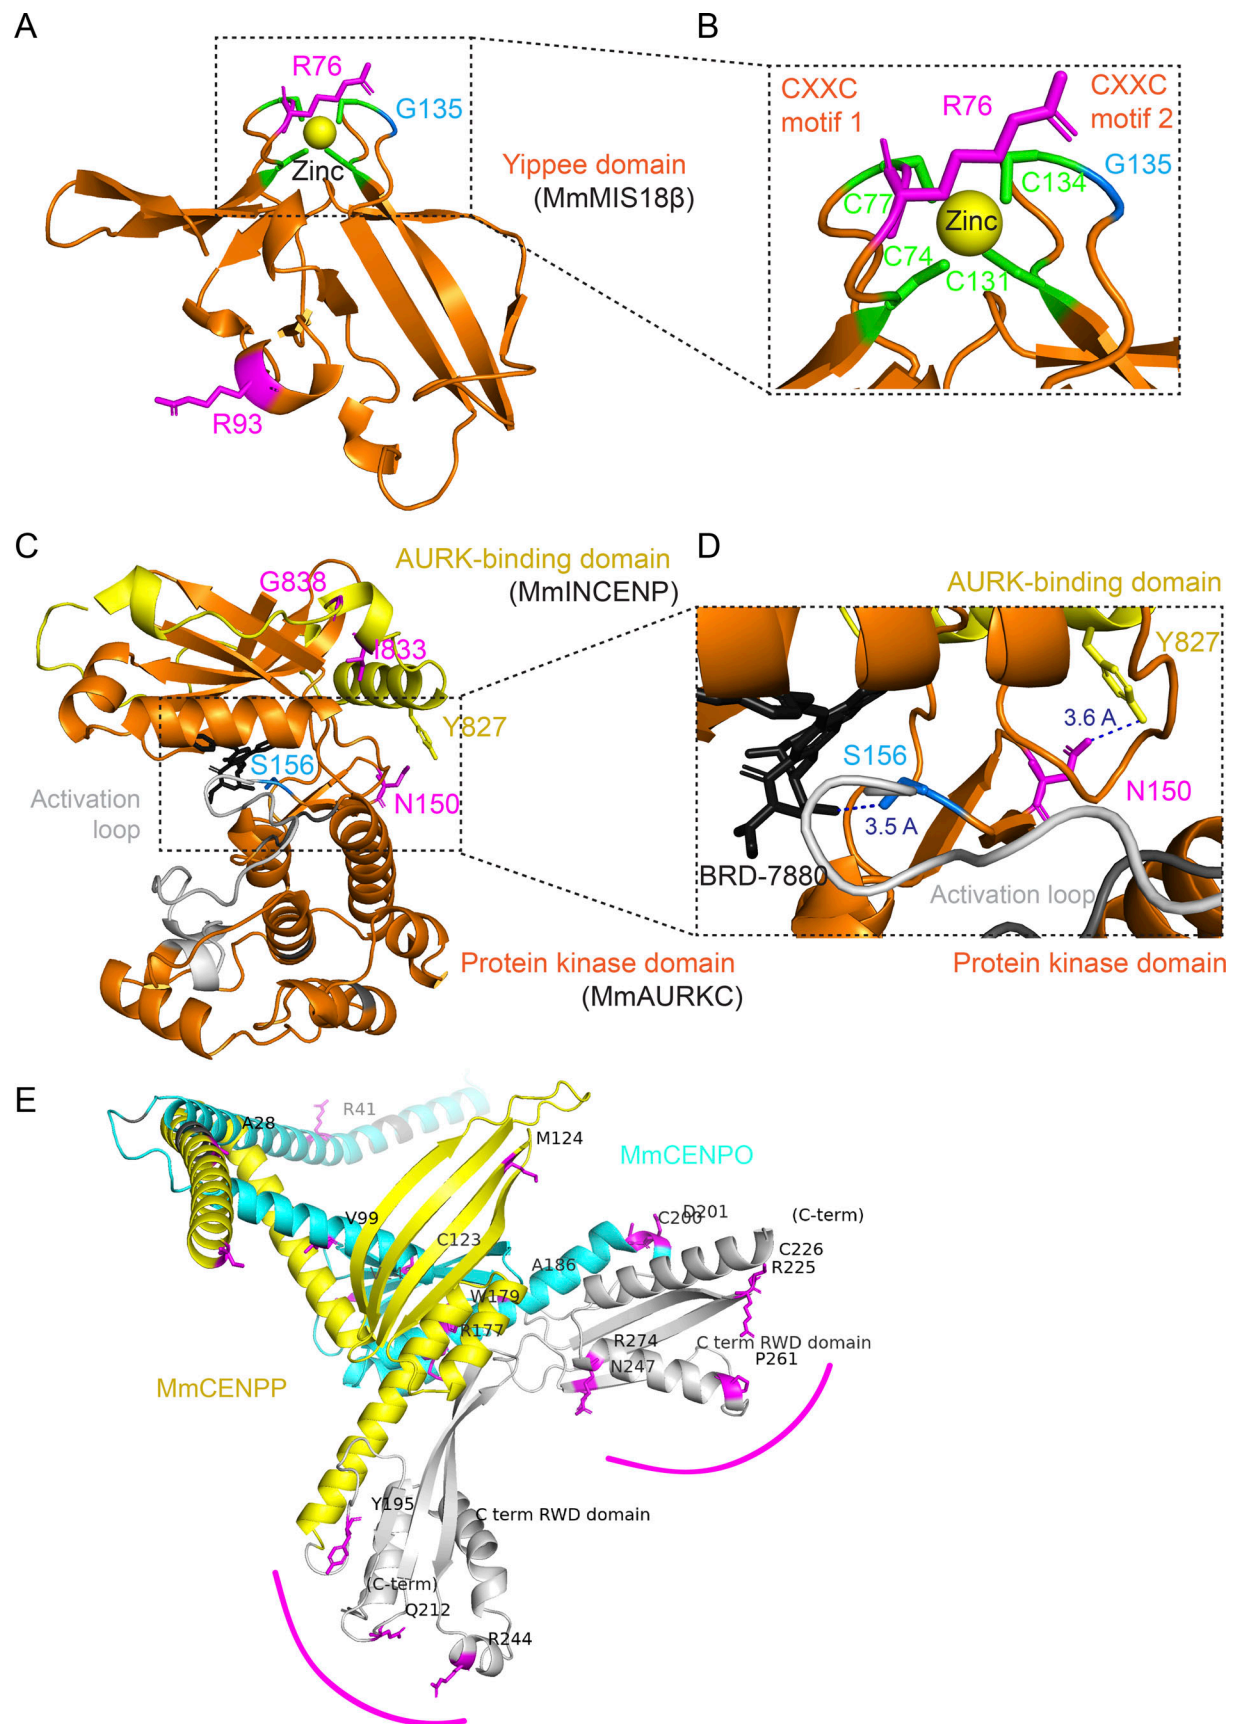 A
R76
G135
Zinc
Yippee domain
(MmMIS18β)
R93
B
CXXC
motif 1
R76
CXXC
motif 2
G135
C77
C134
Zinc
C74
C131
C
AURK-binding domain
(MmINCENP)
G838
I833
Y827
S156
N150
Activation
loop
Protein kinase domain
(MmAURKC)
D
AURK-binding domain
Y827
3.6 A
S156
N150
3.5 A
BRD-7880
Activation loop
Protein kinase domain
E
A28
R41
M124
MmCENPO
V99
C123
C200
D201
(C-term)
C226
R225
A186
W179
R177
R274
C term RWD domain
N247
P261
MmCENPP
Y195
C term RWD domain
(C-term)
Q212
R244